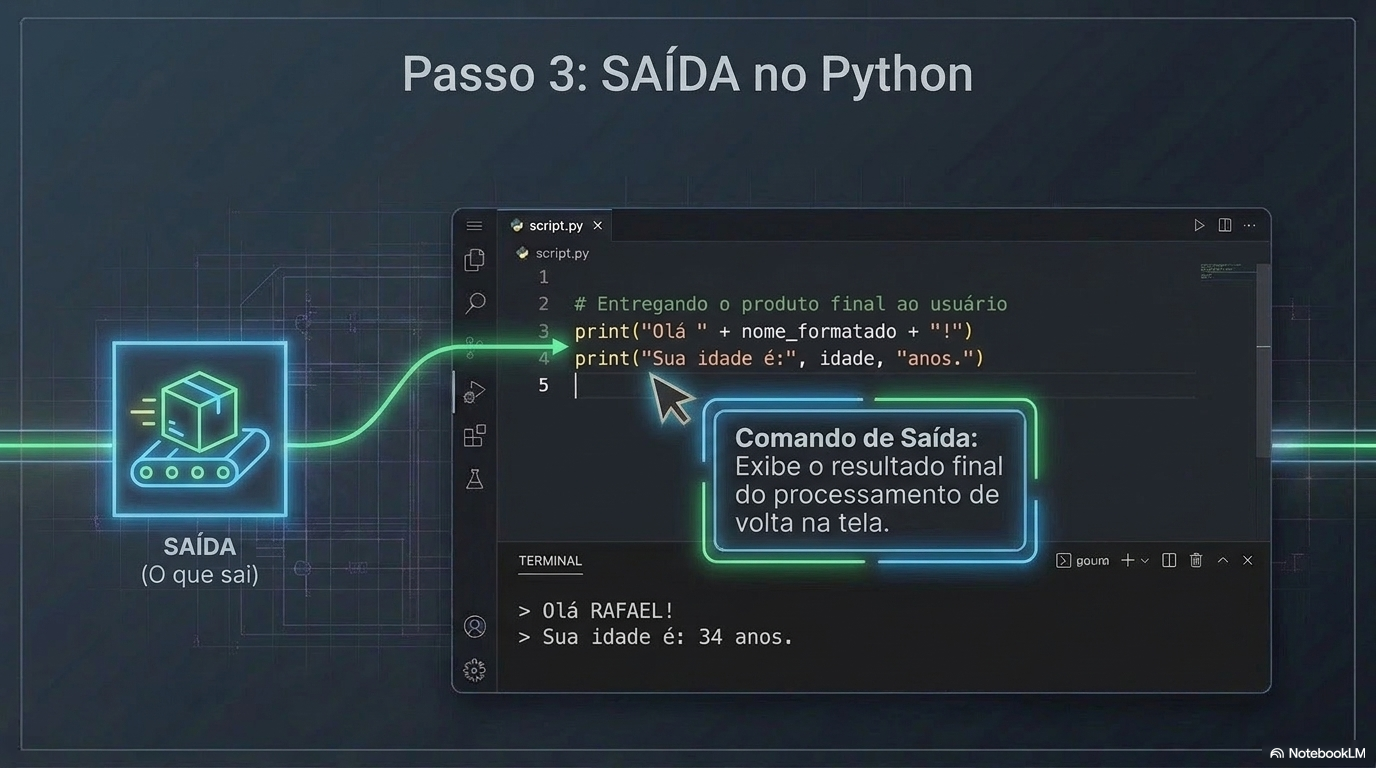 Passo 3: SAÍDA no Python
script.py
script.py
1
2 # Entregando o produto final ao usuário
3 print("Olá " + nome_formatado + "!")
4 print("Sua idade é:", idade, "anos.")
5
Comando de Saída:
Exibe o resultado final
do processamento de
volta na tela.
SAÍDA
(O que sai)
TERMINAL
> Olá RAFAEL!
> Sua idade é: 34 anos.
NotebookLM